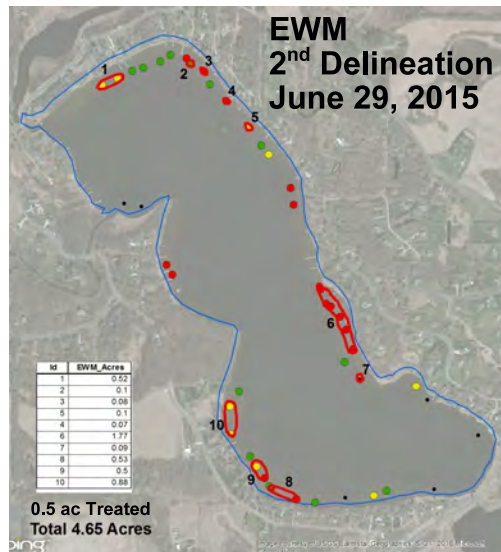 EWM
2nd Delineation
June 29, 2015
1
2
3
4
5
6
7
10
9
8
Id EWM_Acres
1 0.52
2 0.1
3 0.08
5 0.1
4 0.07
6 1.77
7 0.09
8 0.53
9 0.5
10 0.88
0.5 ac Treated
Total 4.65 Acres
bing